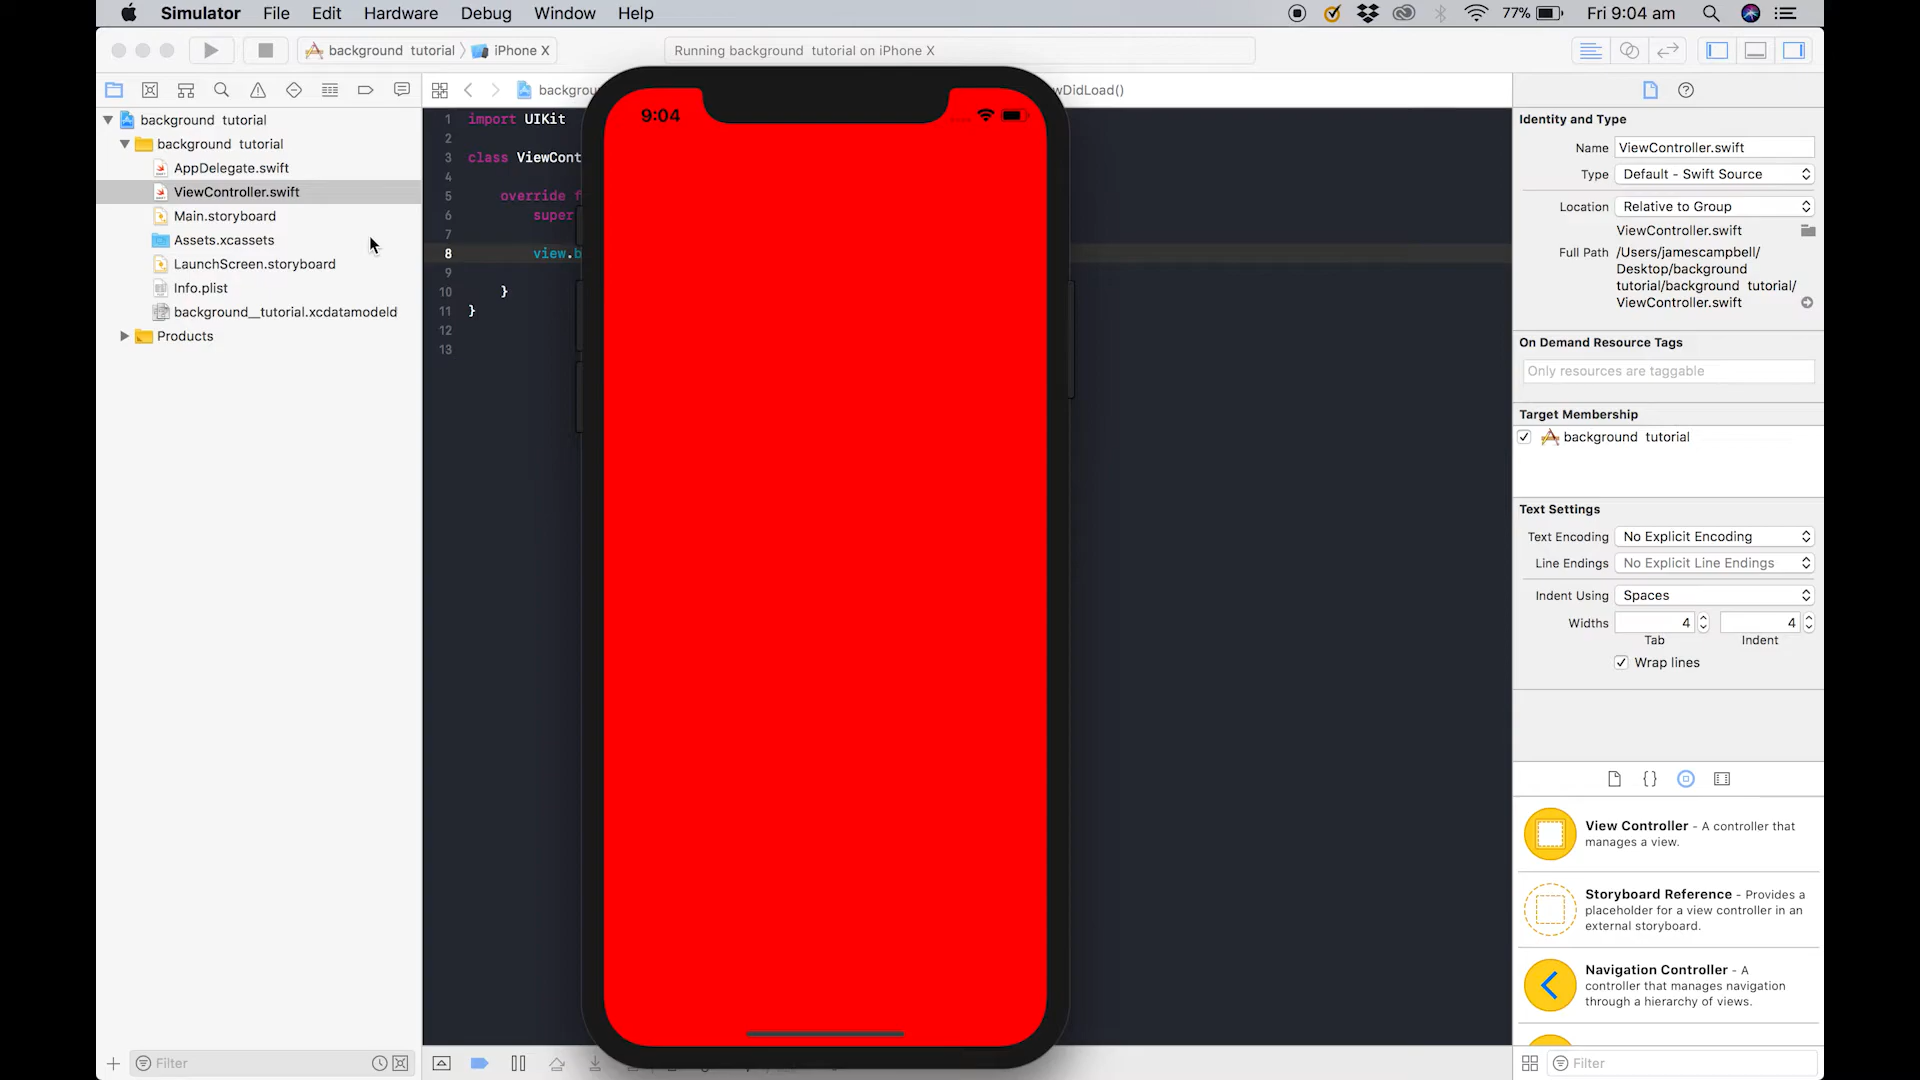 Simulator File Edit Hardware Debug Window Help 77% Fri 9:04 am
background tutorial iPhone X Running background tutorial on iPhone X
background tutorial
background tutorial
AppDelegate.swift
ViewController.swift
Main.storyboard
Assets.xcassets
LaunchScreen.storyboard
Info.plist
background__tutorial.xcdatamodeld
Products
Filter
backgrou wDidLoad()
1 import UIKit
2
3 class ViewCont
4
5 override f
6 super
7
8 view.b
9
10 }
11 }
12
13
9:04
Identity and Type
Name ViewController.swift
Type Default - Swift Source
Location Relative to Group
ViewController.swift
Full Path /Users/jamescampbell/
Desktop/background
tutorial/background tutorial/
ViewController.swift
On Demand Resource Tags
Only resources are taggable
Target Membership
background tutorial
Text Settings
Text Encoding No Explicit Encoding
Line Endings No Explicit Line Endings
Indent Using Spaces
Widths 4 4
Tab Indent
Wrap lines
{}
View Controller - A controller that
manages a view.
Storyboard Reference - Provides a
placeholder for a view controller in an
external storyboard.
Navigation Controller - A
controller that manages navigation
through a hierarchy of views.
Filter